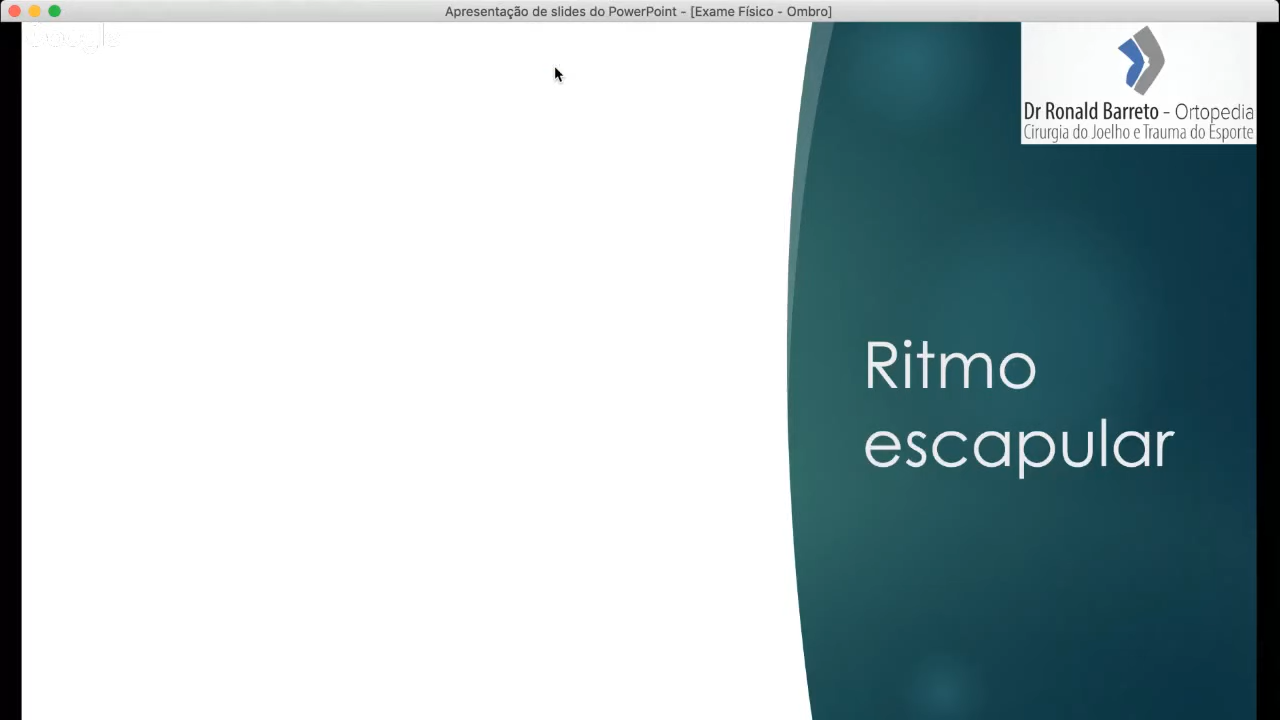 Apresentação de slides do PowerPoint - [Exame Físico - Ombro]
Google
Dr Ronald Barreto - Ortopedia
Cirurgia do Joelho e Trauma do Esporte
Ritmo
escapular